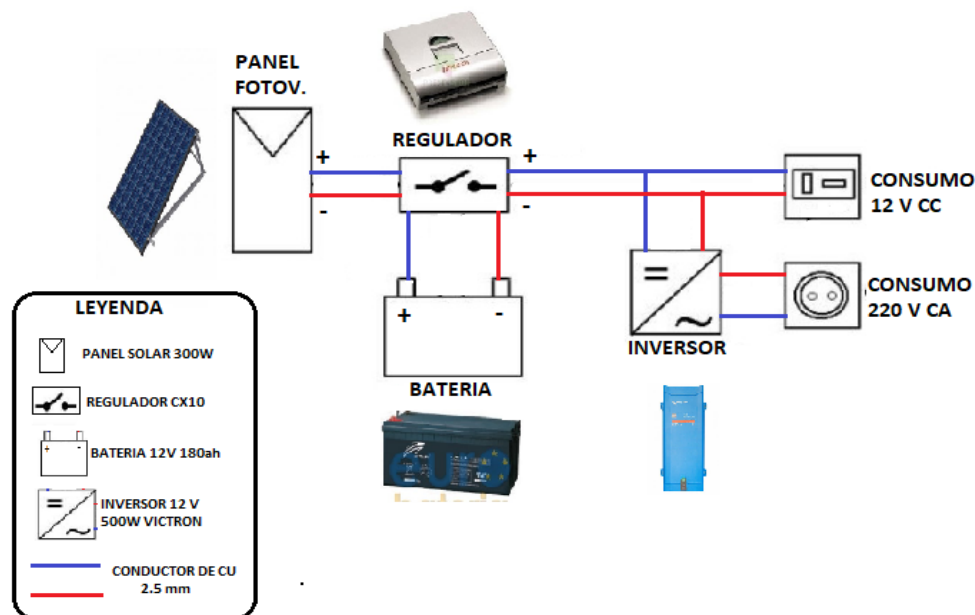 PANEL
FOTOV.
+
-
REGULADOR
+
-
CONSUMO
12 V CC
+ -
BATERIA
INVERSOR
CONSUMO
220 V CA
LEYENDA
PANEL SOLAR 300W
REGULADOR CX10
+ -
BATERIA 12V 180ah
INVERSOR 12 V
500W VICTRON
CONDUCTOR DE CU
2.5 mm